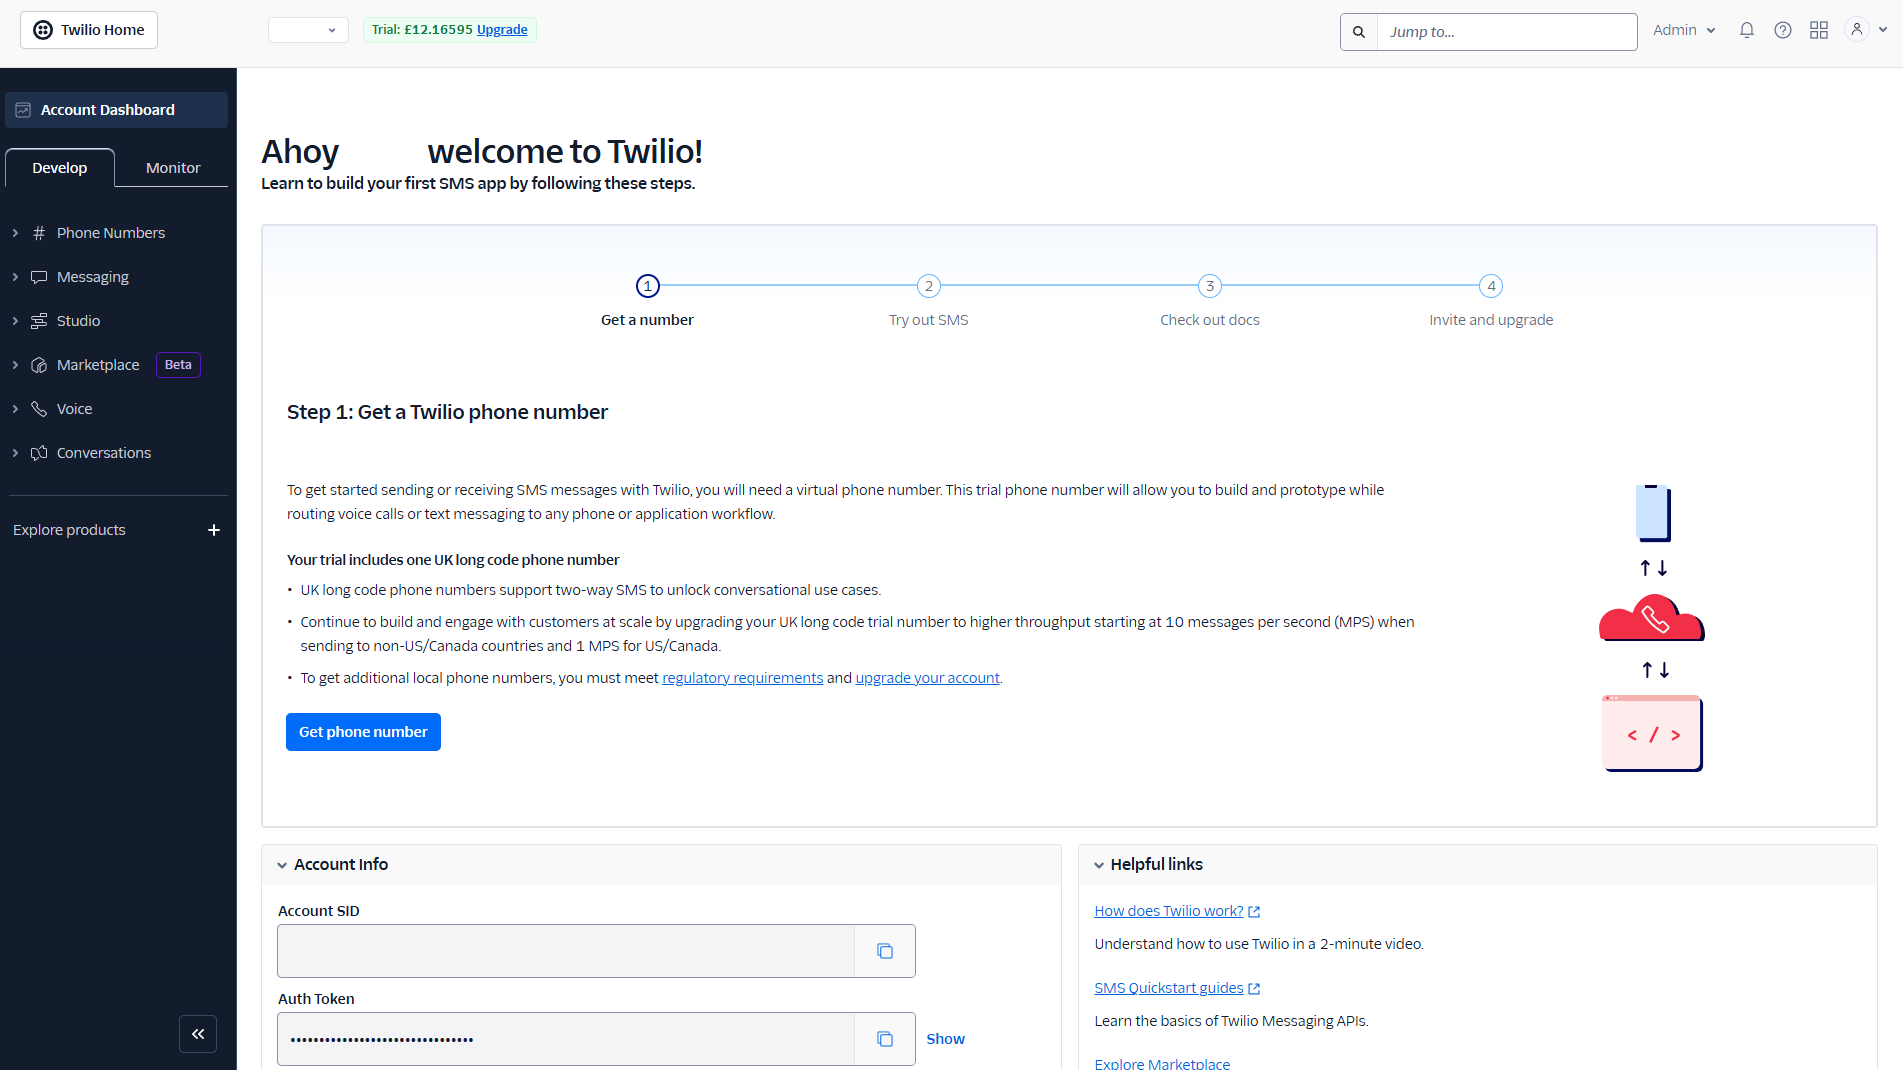 Twilio Home
Trial: £12.16595 Upgrade
Jump to...
Admin
Account Dashboard
Develop
Monitor
Phone Numbers
Messaging
Studio
Marketplace Beta
Voice
Conversations
Explore products
Ahoy welcome to Twilio!
Learn to build your first SMS app by following these steps.
1
2
3
4
Get a number
Try out SMS
Check out docs
Invite and upgrade
Step 1: Get a Twilio phone number
To get started sending or receiving SMS messages with Twilio, you will need a virtual phone number. This trial phone number will allow you to build and prototype while
routing voice calls or text messaging to any phone or application workflow.
Your trial includes one UK long code phone number
• UK long code phone numbers support two-way SMS to unlock conversational use cases.
• Continue to build and engage with customers at scale by upgrading your UK long code trial number to higher throughput starting at 10 messages per second (MPS) when
sending to non-US/Canada countries and 1 MPS for US/Canada.
• To get additional local phone numbers, you must meet regulatory requirements and upgrade your account.
Get phone number
< / >
Account Info
Account SID
Auth Token
••••••••••••••••••••••••••••••••
Show
Helpful links
How does Twilio work?
Understand how to use Twilio in a 2-minute video.
SMS Quickstart guides
Learn the basics of Twilio Messaging APIs.
Explore Marketplace